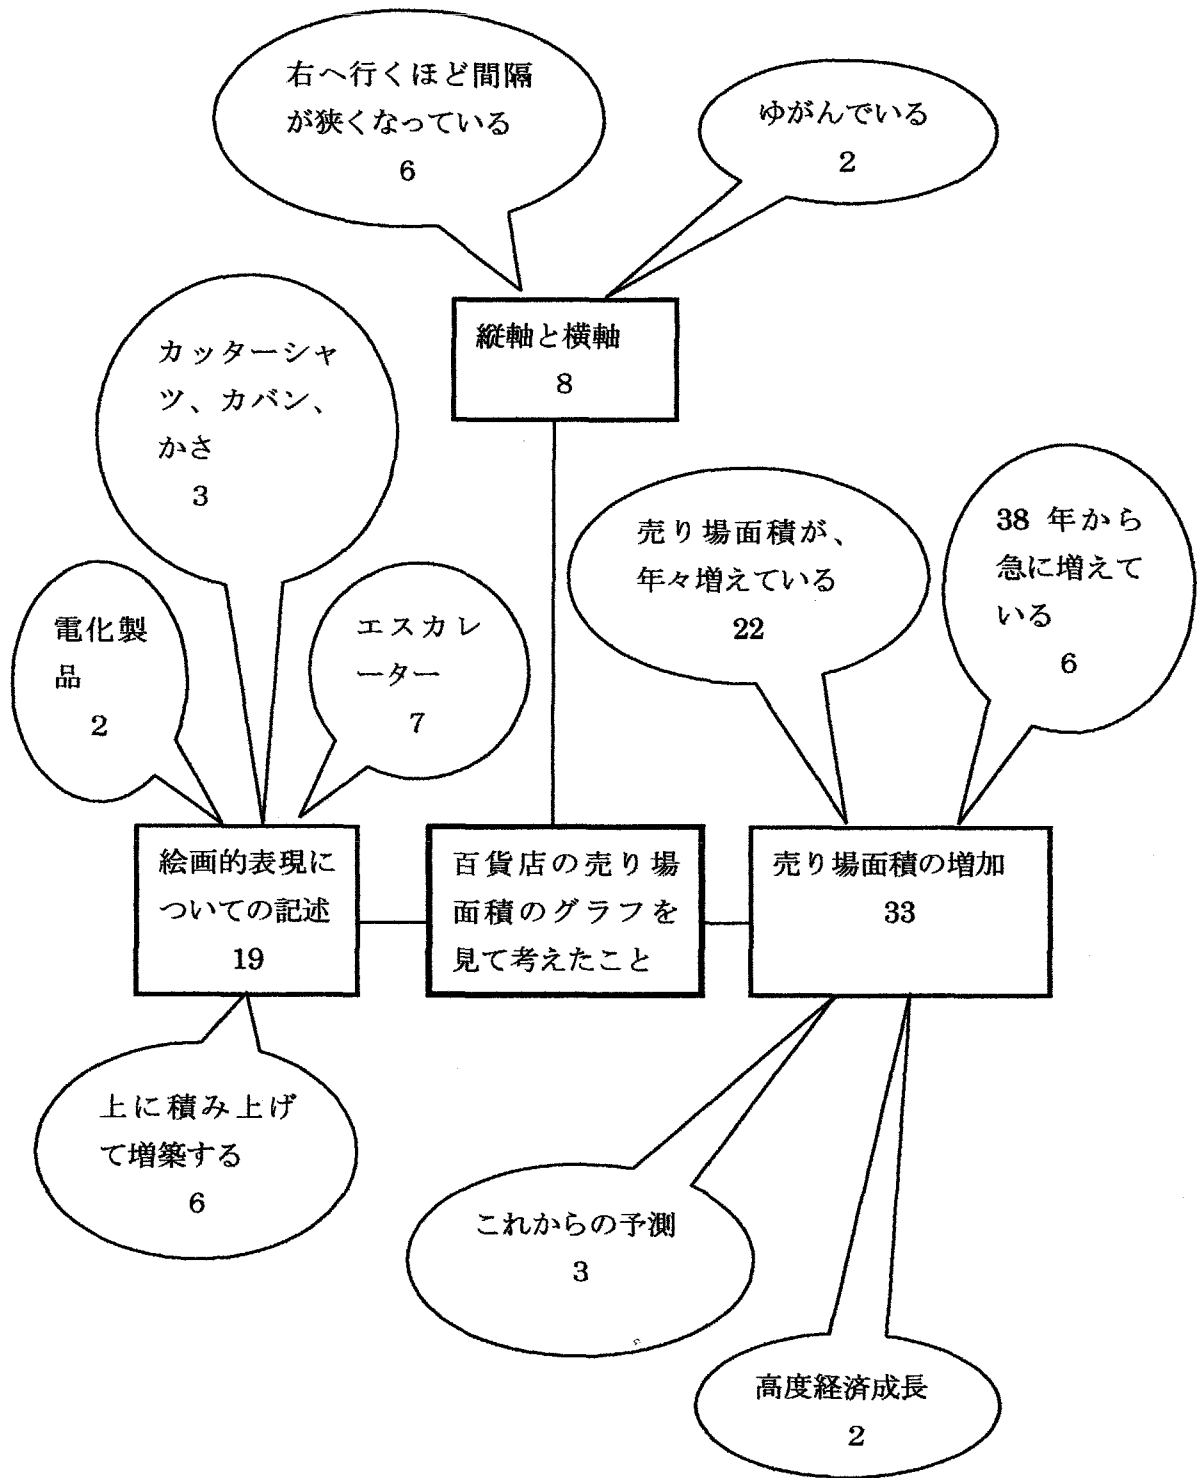 右へ行くほど間隔
が狭くなっている
6
ゆがんでいる
2
縦軸と横軸
8
カッターシャ
ツ、カバン、
かさ
3
電化製
品
2
エスカレ
ーター
7
売り場面積が、
年々増えている
22
38 年から
急に増えて
いる
6
絵画的表現に
ついての記述
19
百貨店の売り場
面積のグラフを
見て考えたこと
売り場面積の増加
33
上に積み上げ
て増築する
6
これからの予測
3
高度経済成長
2